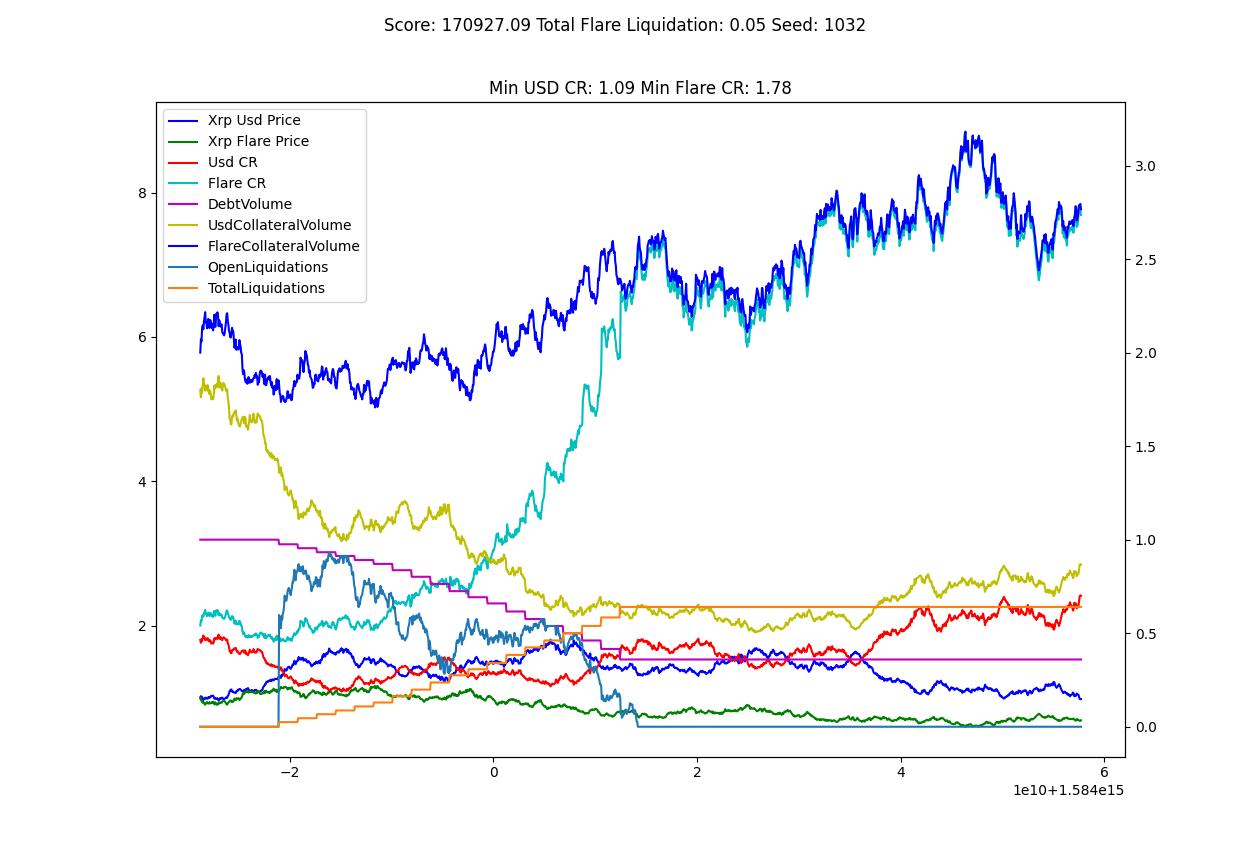 Score: 170927.09 Total Flare Liquidation: 0.05 Seed: 1032
Min USD CR: 1.09 Min Flare CR: 1.78
Xrp Usd Price
Xrp Flare Price
Usd CR
Flare CR
DebtVolume
UsdCollateralVolume
FlareCollateralVolume
OpenLiquidations
TotalLiquidations
8
6
4
2
3.0
2.5
2.0
1.5
1.0
0.5
0.0
−2 0 2 4 6
1e10+1.584e15